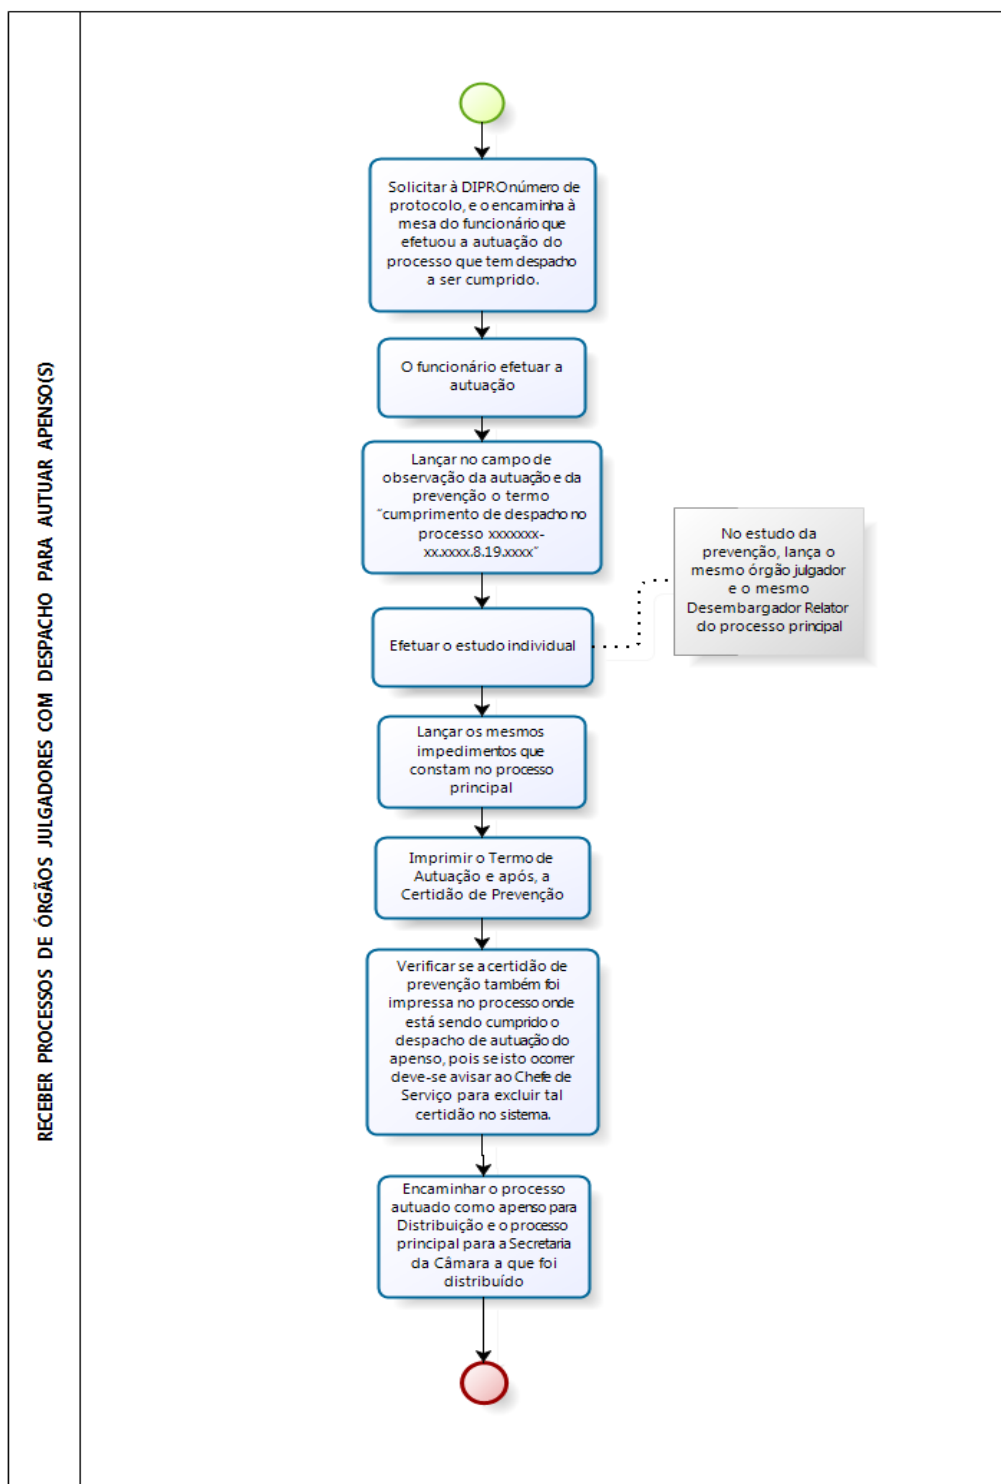 RECEBER PROCESSOS DE ÓRGÃOS JULGADORES COM DESPACHO PARA AUTUAR APENSO(S)
Solicitar à DIPRO número de
protocolo, e o encaminha à
mesa do funcionário que
efetuou a autuação do
processo que tem despacho
a ser cumprido.
O funcionário efetuar a
autuação
Lançar no campo de
observação da autuação e da
prevenção o termo
“cumprimento de despacho no
processo xxxxxxx-
xx.xxxx.8.19.xxxx”
No estudo da
prevenção, lança o
mesmo órgão julgador
e o mesmo
Desembargador Relator
do processo principal
Efetuar o estudo individual
Lançar os mesmos
impedimentos que
constam no processo
principal
Imprimir o Termo de
Autuação e após, a
Certidão de Prevenção
Verificar se a certidão de
prevenção também foi
impressa no processo onde
está sendo cumprido o
despacho de autuação do
apenso, pois se isto ocorrer
deve-se avisar ao Chefe de
Serviço para excluir tal
certidão no sistema.
Encaminhar o processo
autuado como apenso para
Distribuição e o processo
principal para a Secretaria
da Câmara a que foi
distribuído